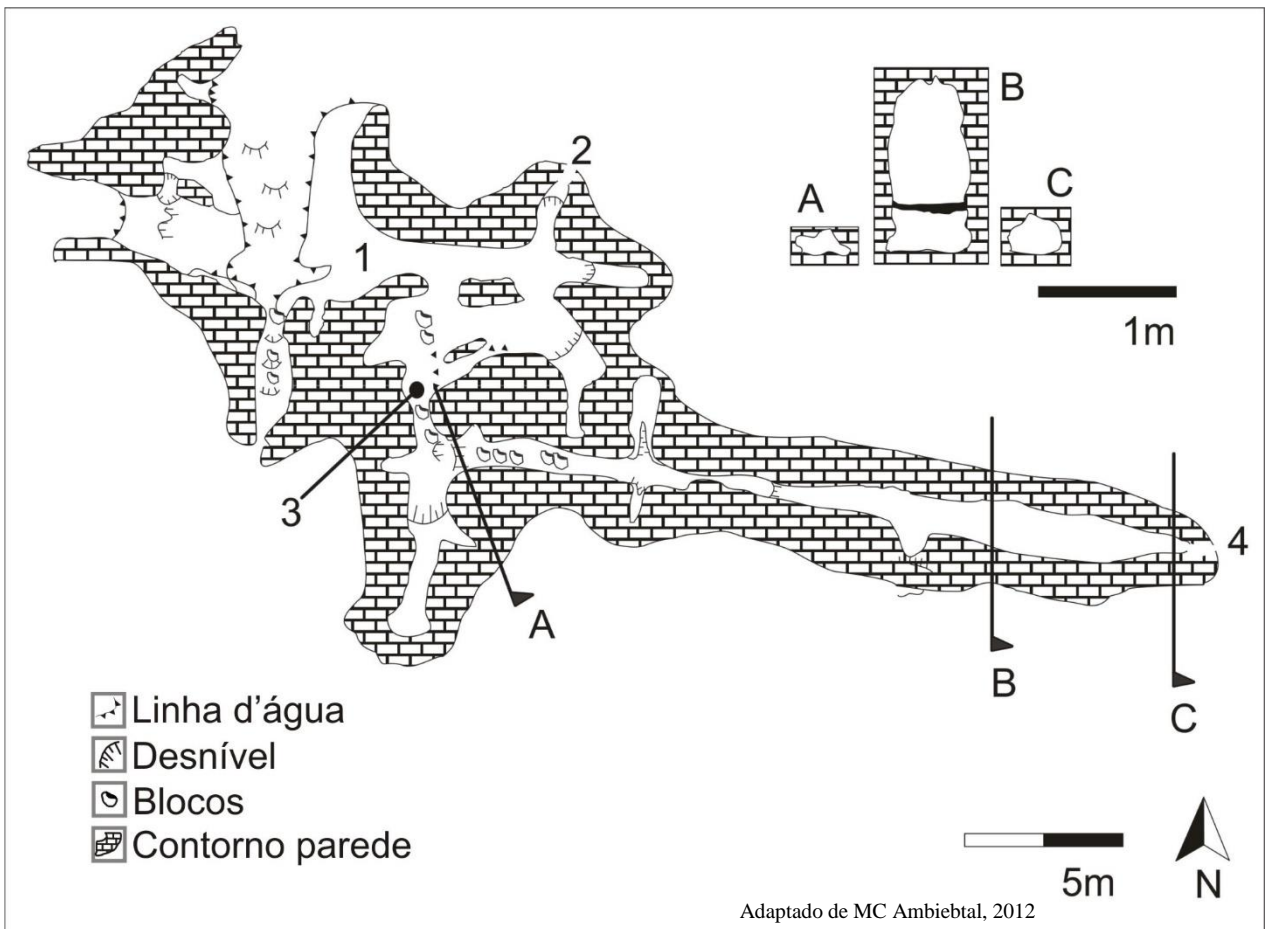 B
2
C
A
1
1m
3
4
A
B
C
Linha d'água
Desnível
Blocos
Contorno parede
5m
N
Adaptado de MC Ambiebtal, 2012